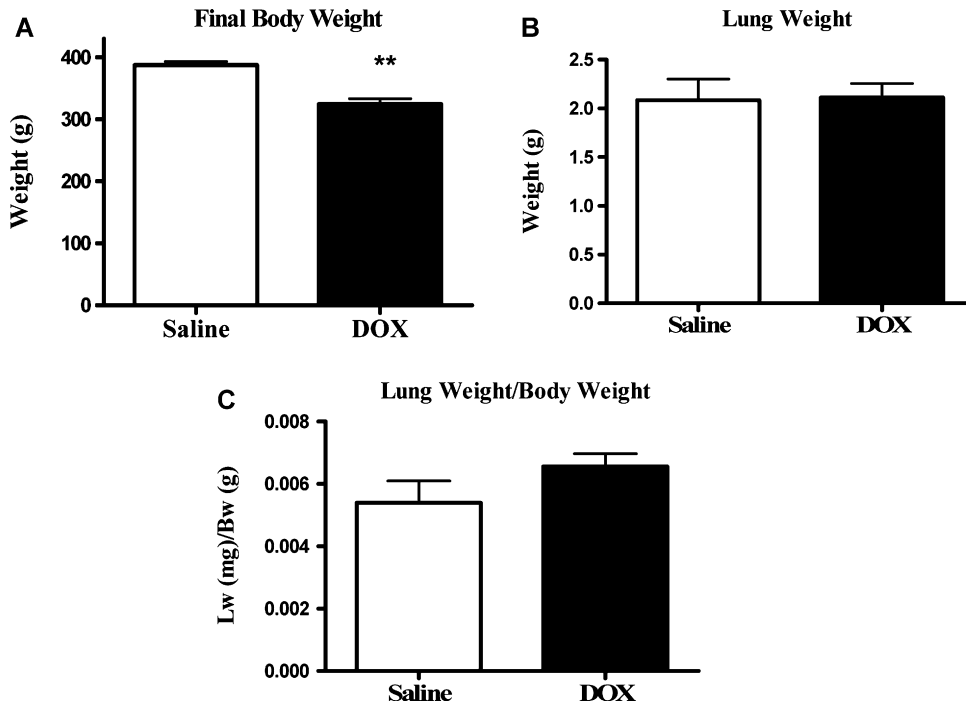 A
Final Body Weight
Weight (g)
400
300
200
100
0
**
Saline
DOX
B
Lung Weight
Weight (g)
2.5
2.0
1.5
1.0
0.5
0.0
Saline
DOX
C
Lung Weight/Body Weight
Lw (mg)/Bw (g)
0.008
0.006
0.004
0.002
0.000
Saline
DOX